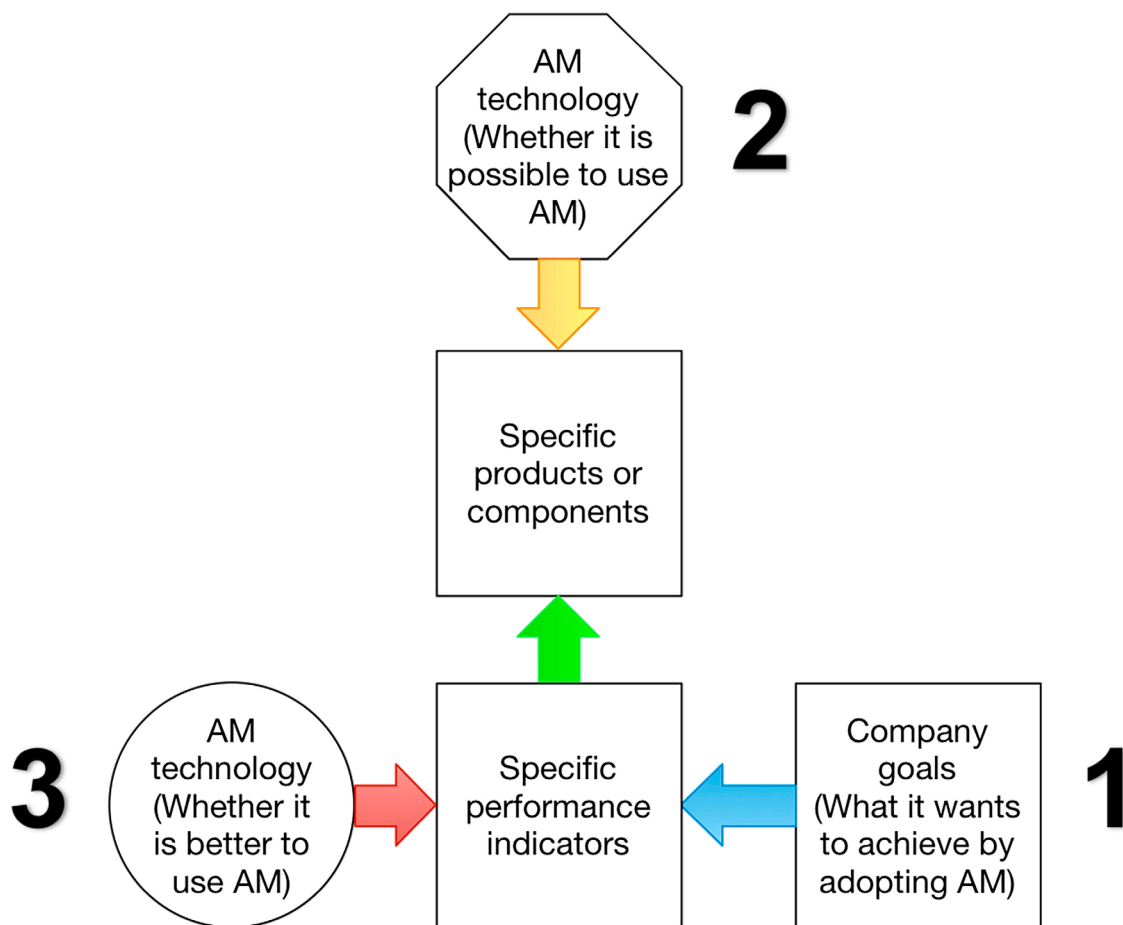 AM
technology
(Whether it is
possible to use
AM)
2
Specific
products or
components
3
AM
technology
(Whether it
is better to
use AM)
Specific
performance
indicators
Company
goals
(What it wants
to achieve by
adopting AM)
1